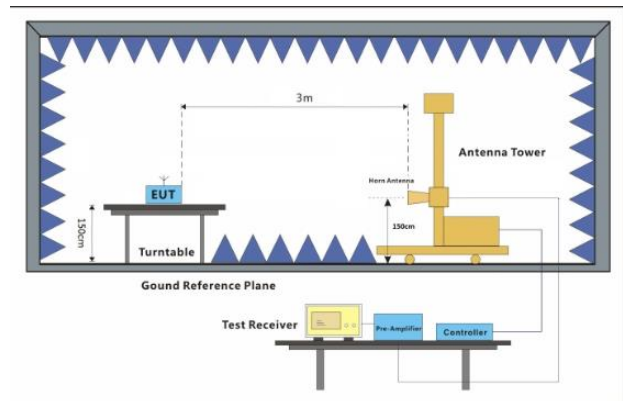 3m
Antenna Tower
Horn Antenna
EUT
150cm
150cm
Turntable
Gound Reference Plane
Test Receiver
Pre-Amplifier
Controller